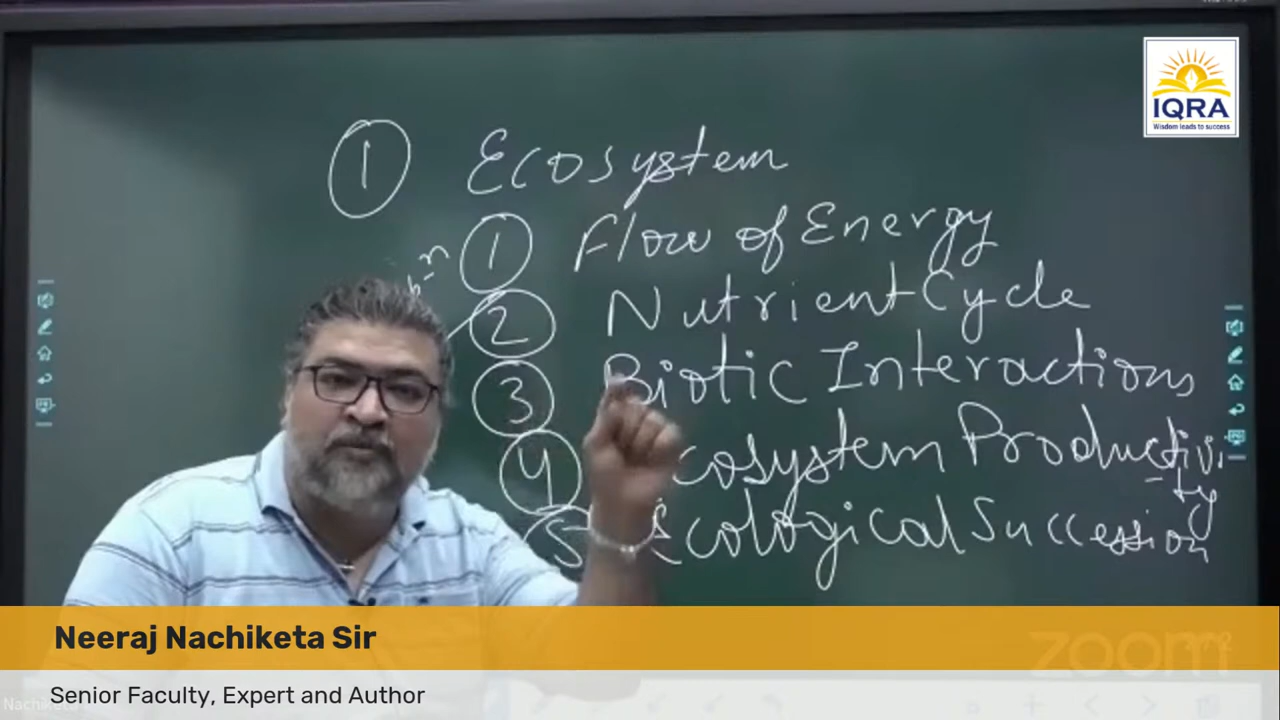 IQRA
Wisdom leads to success
1 Ecosystem
1 Flow of Energy
2 Nutrient Cycle
3 Biotic Interactions
4 cosystem Productivi
-ty
5 Ecological Succession
zoom
Neeraj Nachiketa Sir
Senior Faculty, Expert and Author